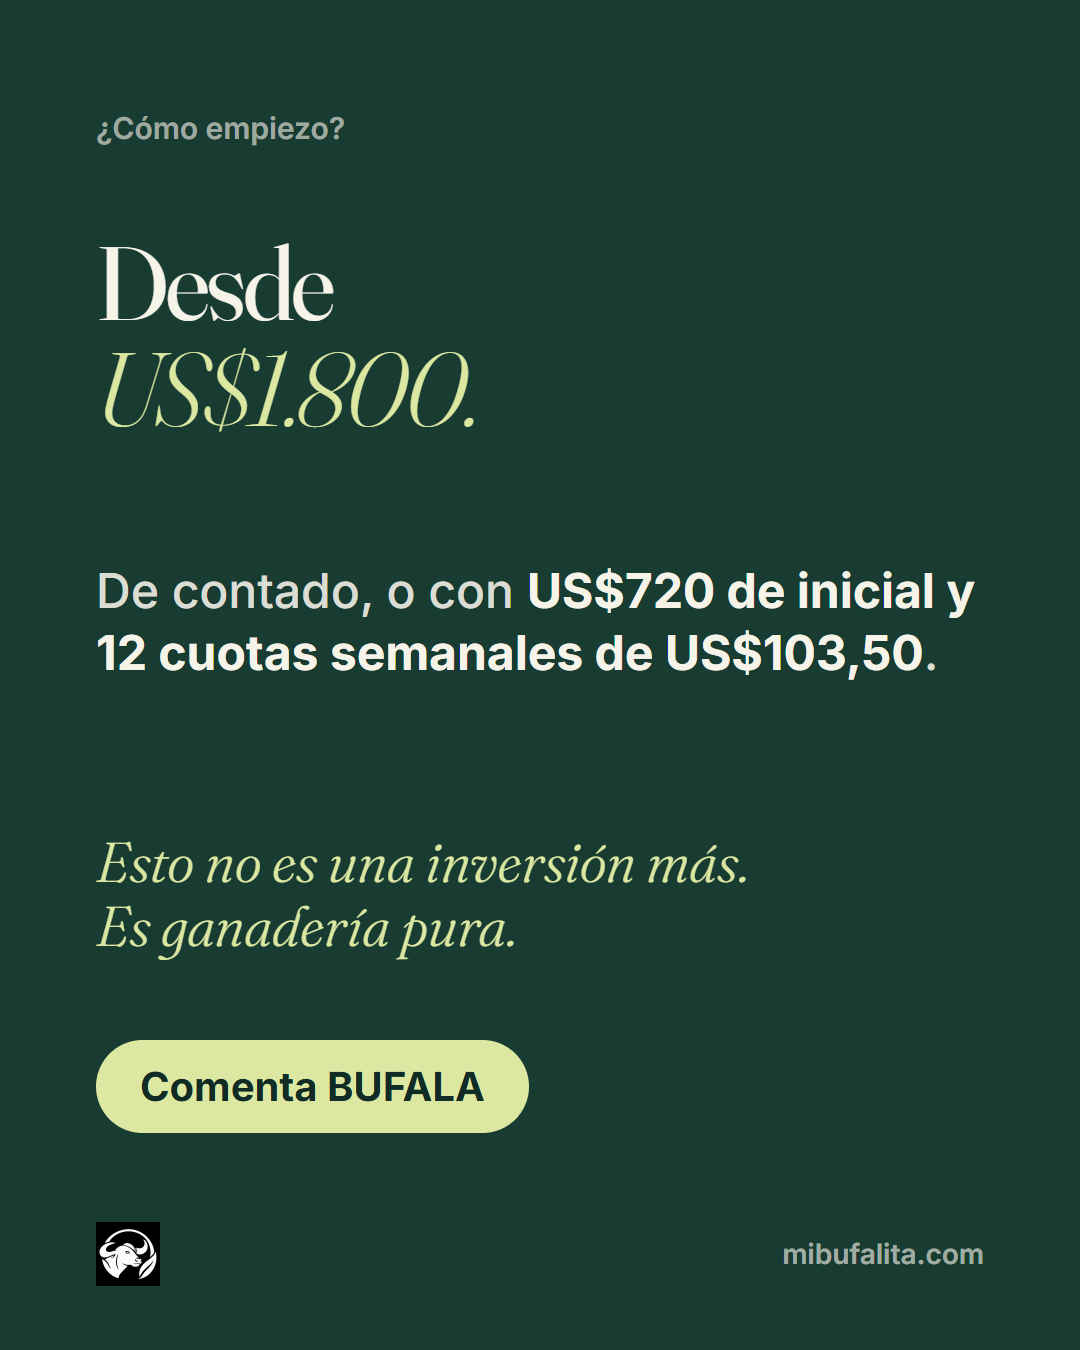 ¿Cómo empiezo?
Desde
US$1.800.
De contado, o con US$720 de inicial y
12 cuotas semanales de US$103,50.
Esto no es una inversión más.
Es ganadería pura.
Comenta BUFALA
mibufalita.com